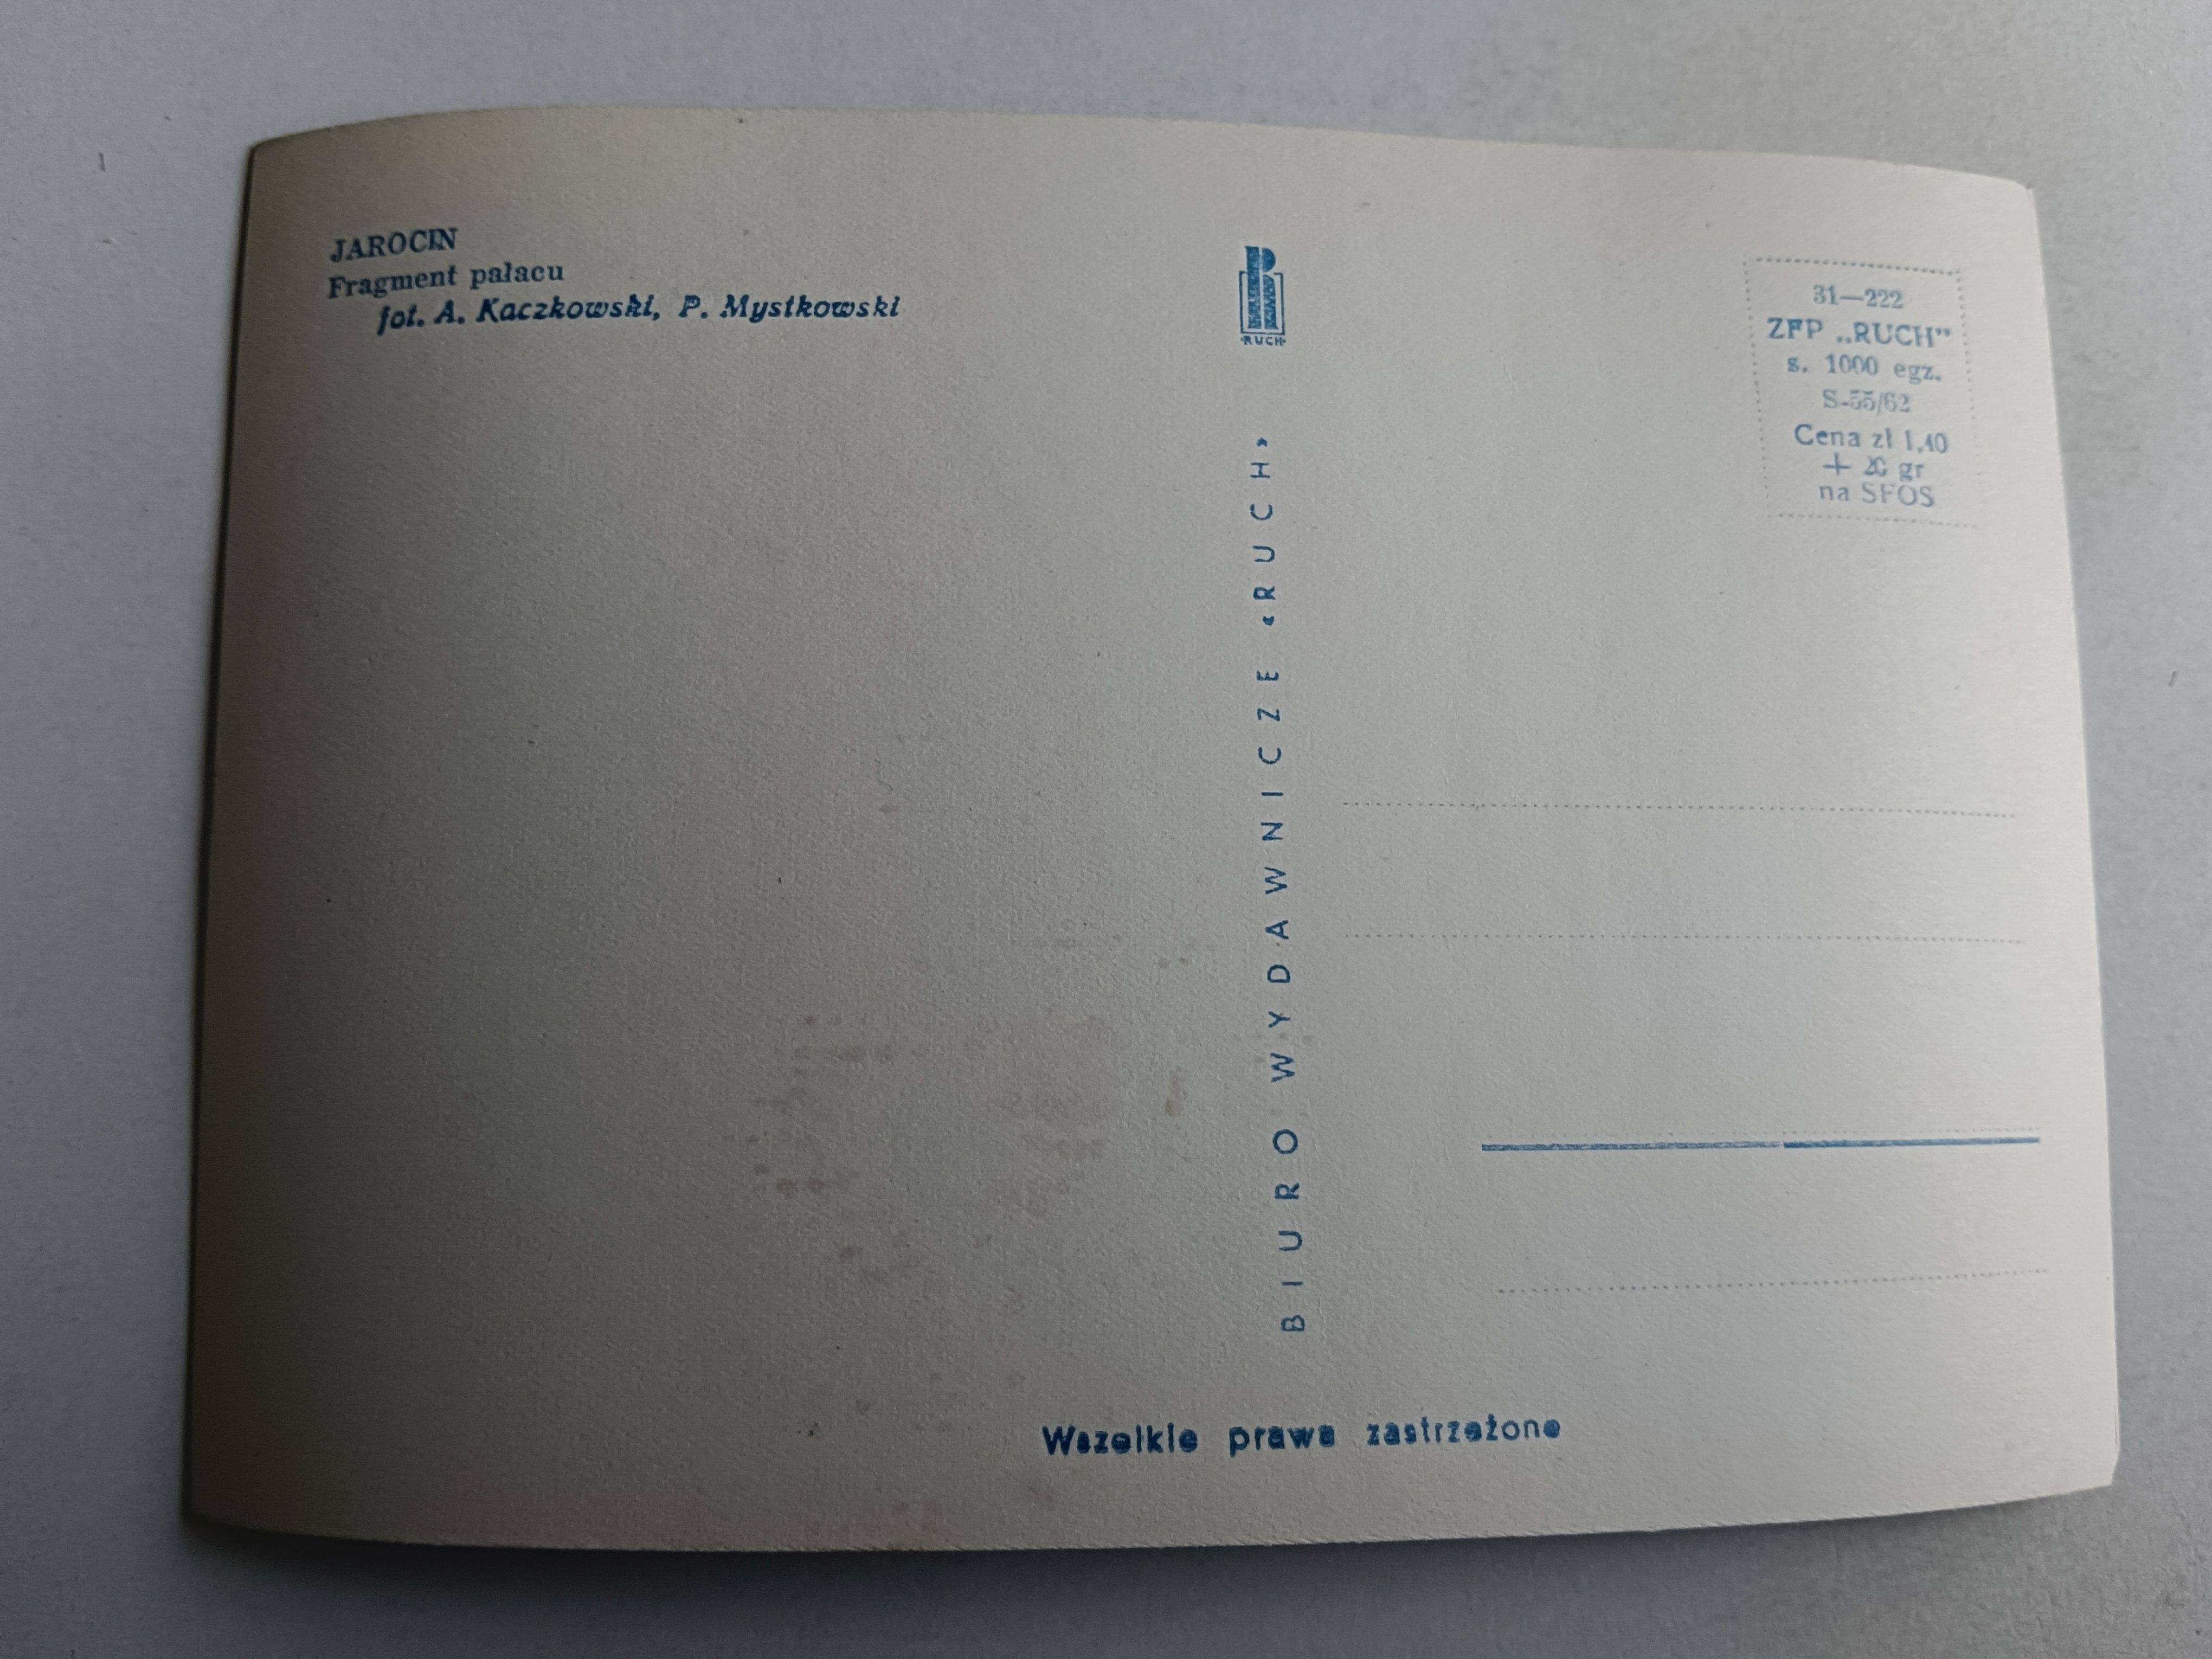 JAROCIN
Fragment pałacu
fot. A. Kaczkowski, P. Mystkowski
RUCH
BIURO WYDAWNICZE «RUCH»
31—222
ZFP „RUCH”
s. 1000 egz.
S-55/62
Cena zł 1,40
+ 20 gr
na SFOS
Wszelkie prawa zastrzeżone